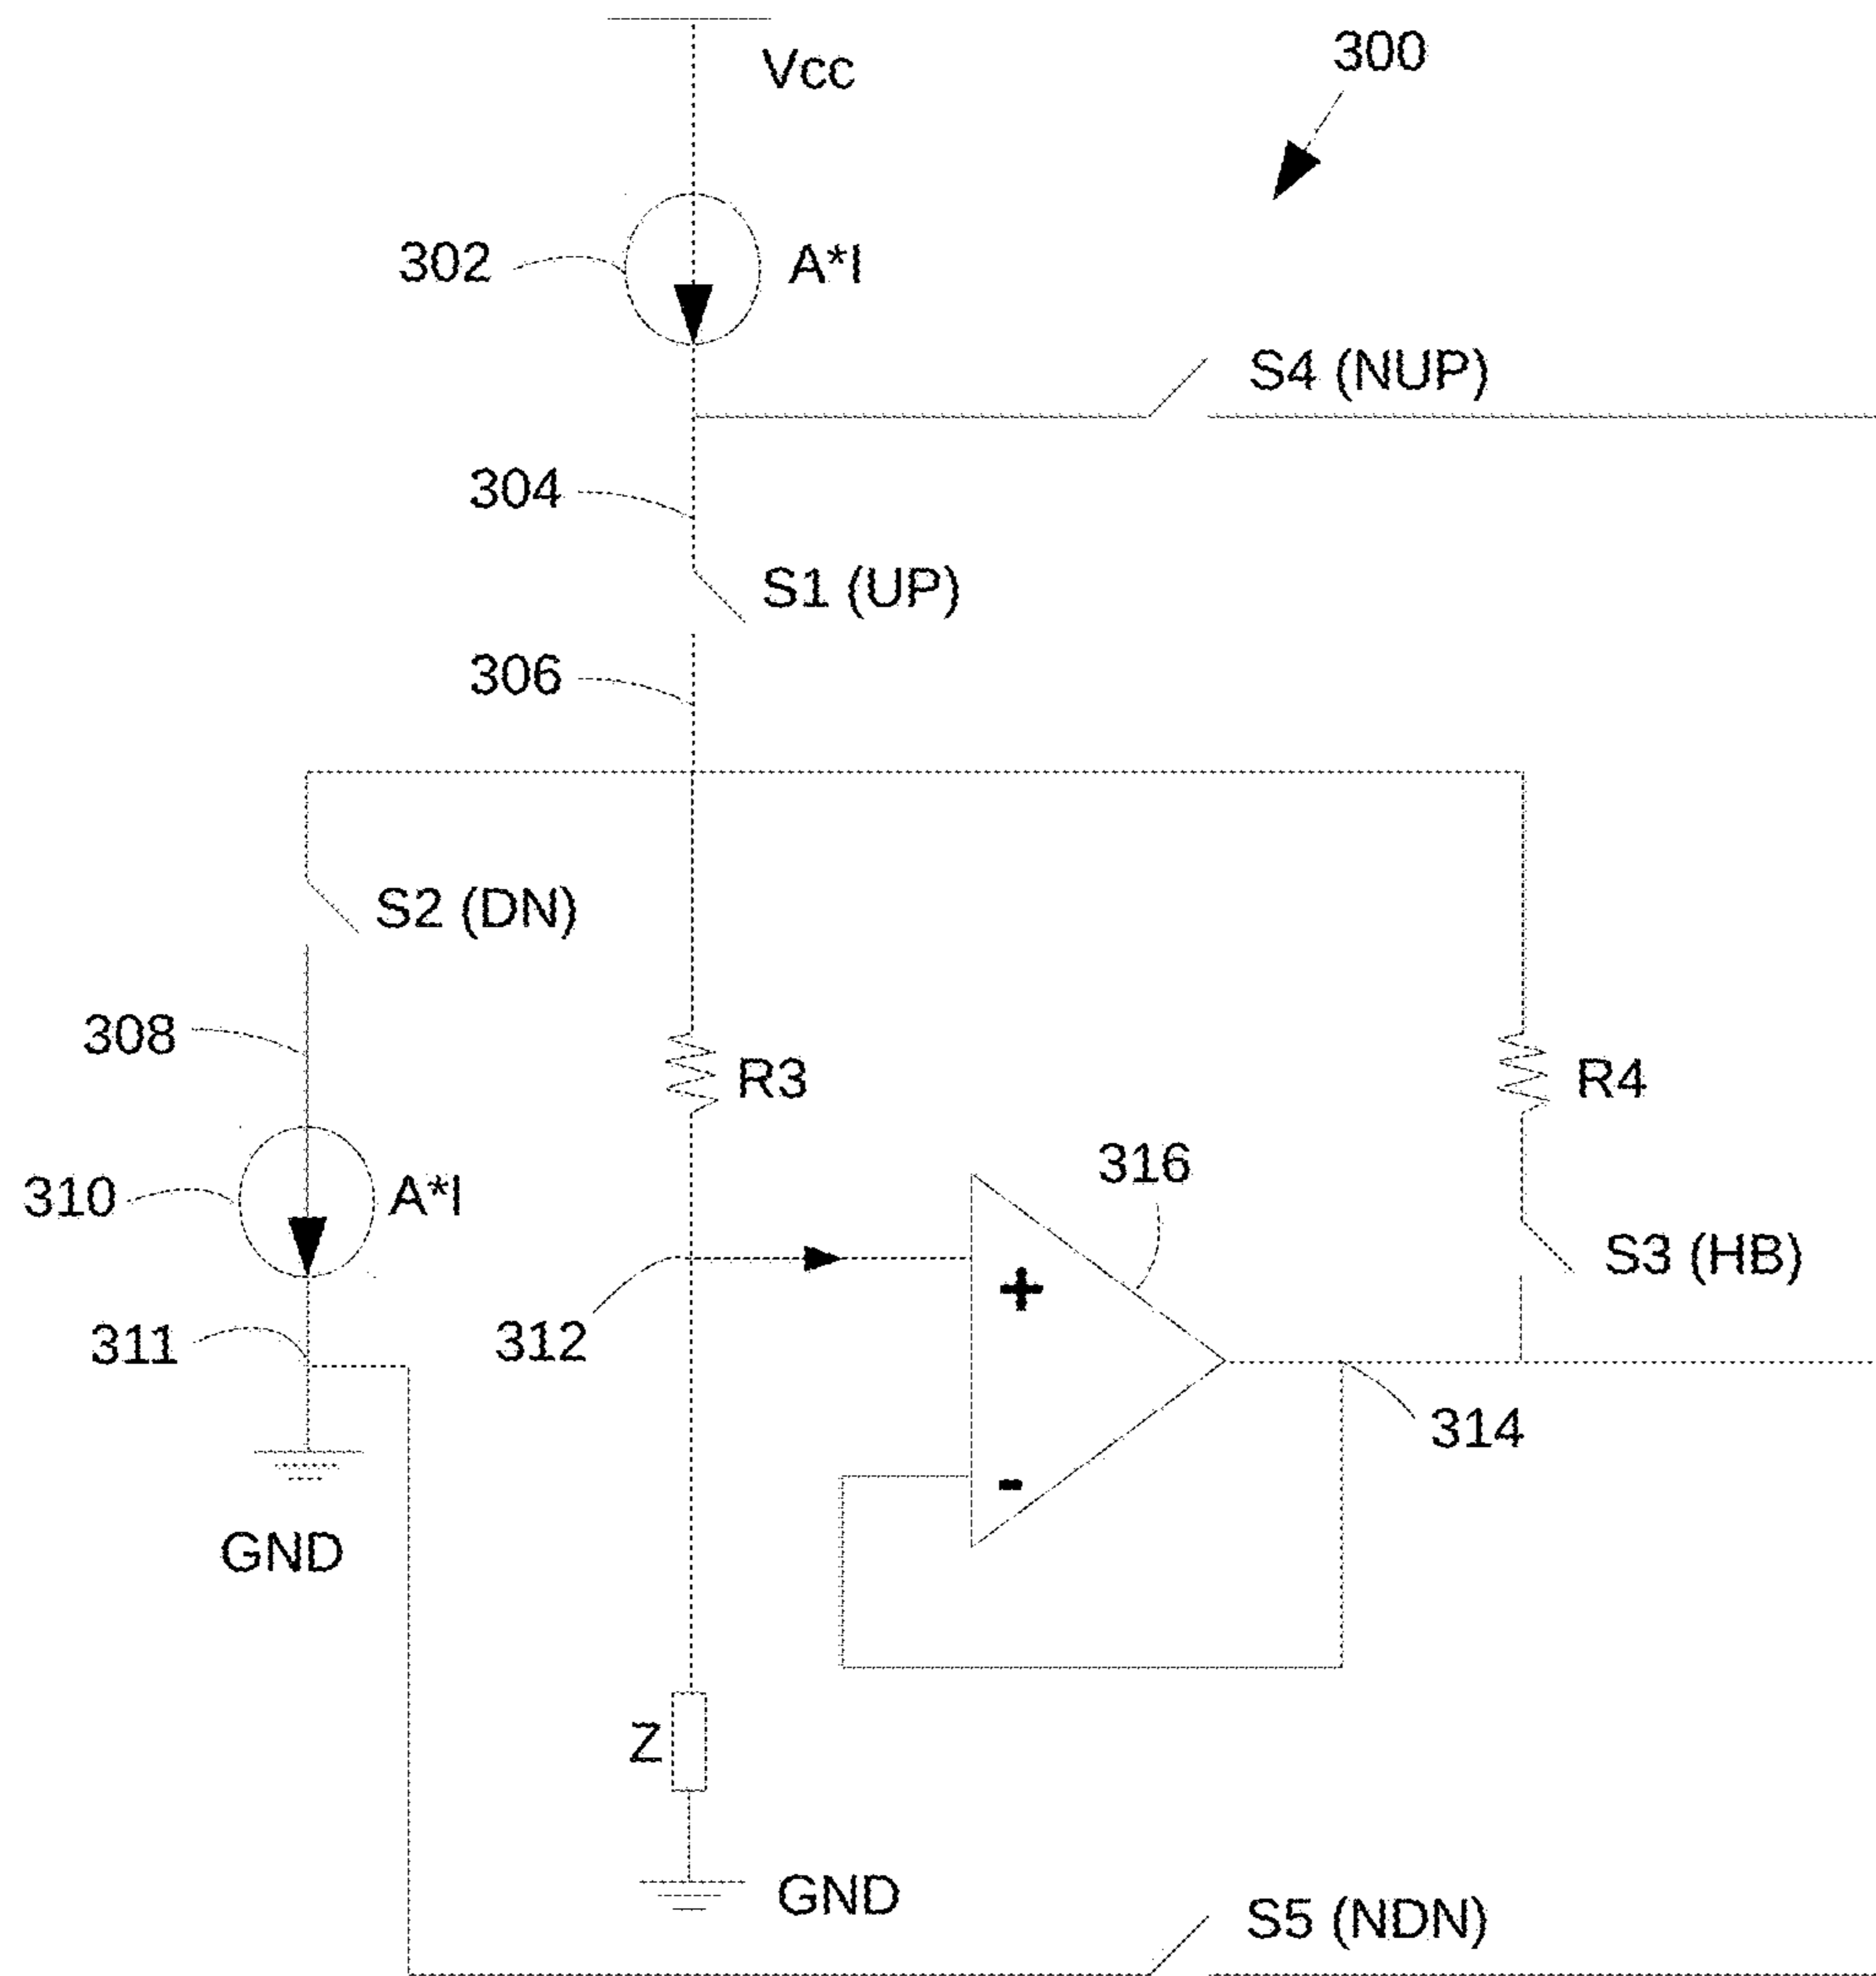 Vcc
300
302
A*I
S4 (NUP)
304
S1 (UP)
306
S2 (DN)
308
R3
R4
316
310
A*I
+
S3 (HB)
311
312
314
-
GND
Z
GND
S5 (NDN)